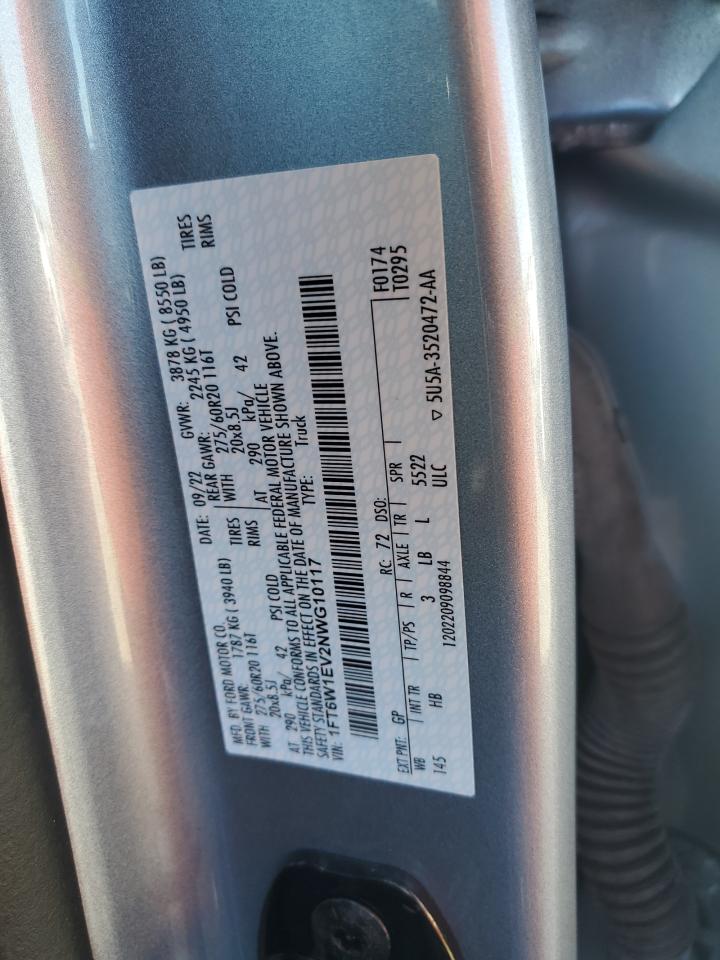 MFD. BY FORD MOTOR CO.
DATE: 09/22 GVWR: 3878 KG ( 8550 LB)
FRONT GAWR: 1787 KG ( 3940 LB) REAR GAWR: 2245 KG ( 4950 LB)
WITH 275/60R20 116T TIRES WITH 275/60R20 116T TIRES
20x8.5J RIMS 20x8.5J RIMS
AT 290 kPa/ 42 PSI COLD AT 290 kPa/ 42 PSI COLD
THIS VEHICLE CONFORMS TO ALL APPLICABLE FEDERAL MOTOR VEHICLE
SAFETY STANDARDS IN EFFECT ON THE DATE OF MANUFACTURE SHOWN ABOVE.
VIN: 1FT6W1EV2NWG10117 TYPE: Truck
F0174
EXT PNT: GP RC: 72 DSO: T0295
WB INT TR TP/PS R AXLE TR SPR
145 HB 3 LB L 5522
1202209098844 ULC ▽ 5U5A-3520472-AA